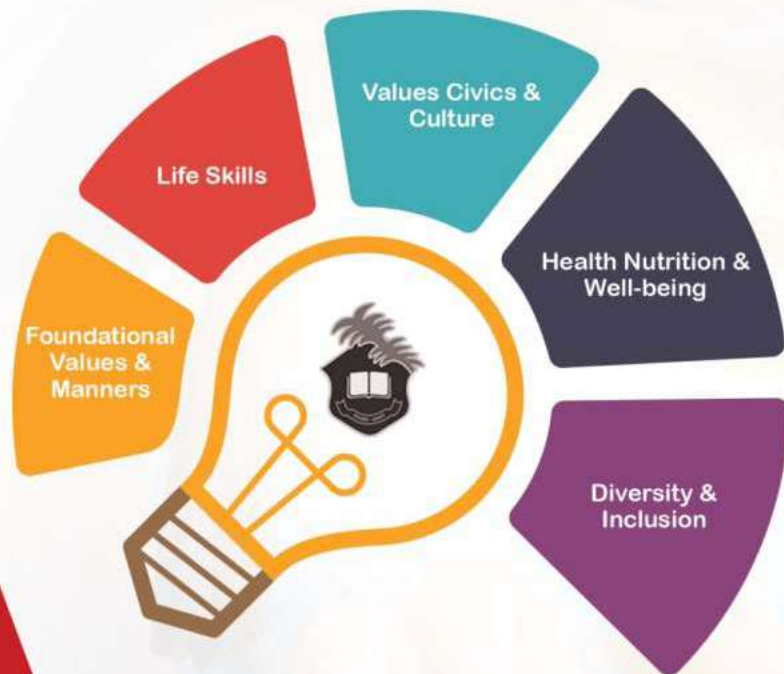 Values Civics &
Culture
Life Skills
Health Nutrition &
Well-being
Foundational
Values &
Manners
Diversity &
Inclusion